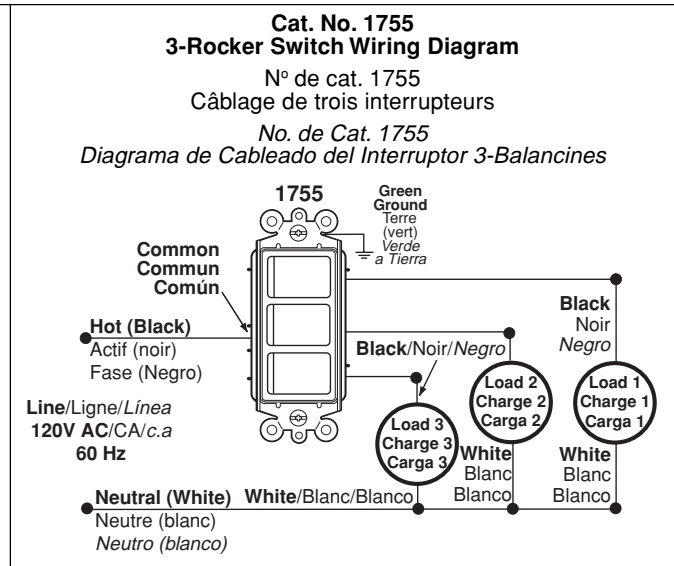 Cat. No. 1755
3-Rocker Switch Wiring Diagram
Nº de cat. 1755
Câblage de trois interrupteurs
No. de Cat. 1755
Diagrama de Cableado del Interruptor 3-Balancines
1755
Green
Ground
Terre
(vert)
Verde
a Tierra
Common
Commun
Común
Hot (Black)
Actif (noir)
Fase (Negro)
Black/Noir/Negro
Black
Noir
Negro
Line/Ligne/Línea
120V AC/CA/c.a
60 Hz
Load 3
Charge 3
Carga 3
Load 2
Charge 2
Carga 2
Load 1
Charge 1
Carga 1
White
Blanc
Blanco
White
Blanc
Blanco
Neutral (White)
Neutre (blanc)
Neutro (blanco)
White/Blanc/Blanco